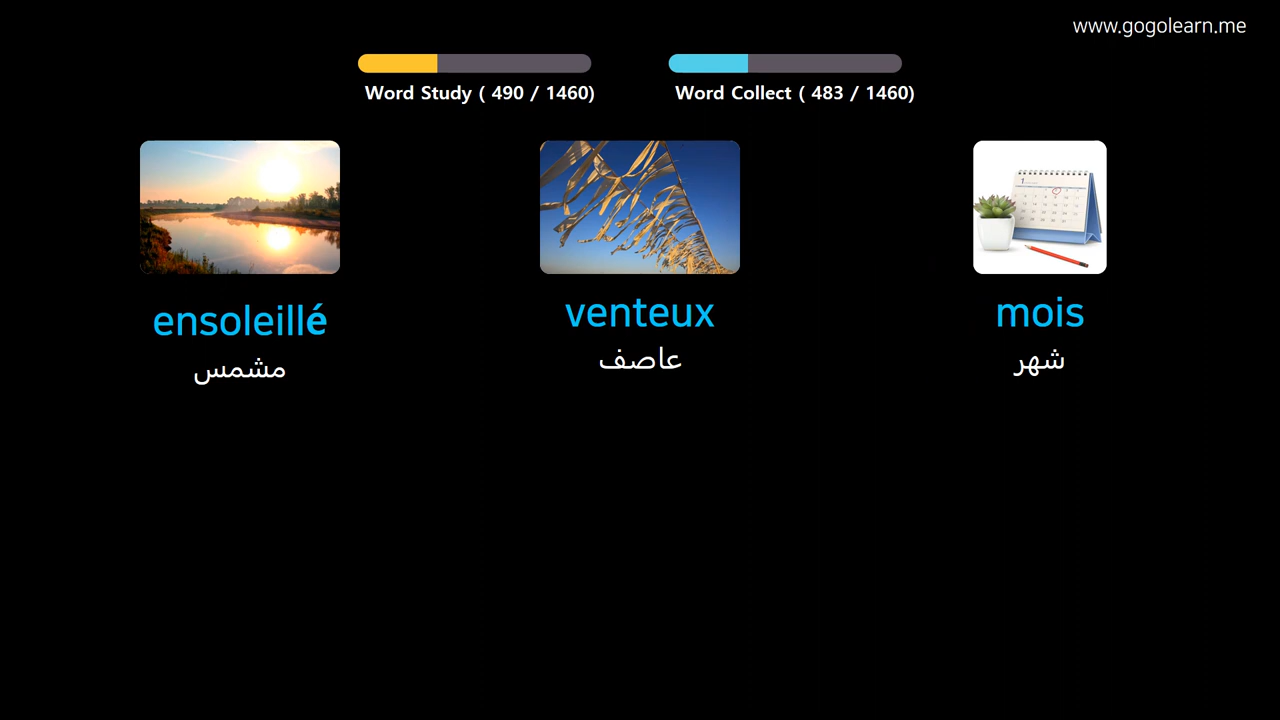 www.gogolearn.me
Word Study ( 490 / 1460)
Word Collect ( 483 / 1460)
ensoleillé
مشمس
venteux
عاصف
mois
شهر